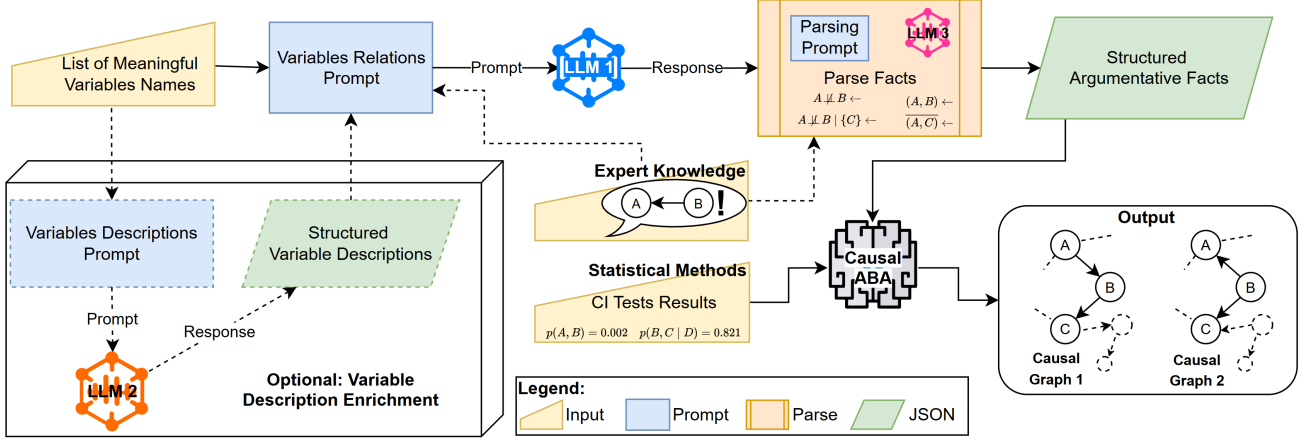 List of Meaningful
Variables Names
Variables Relations
Prompt
Prompt
LLM 1
Response
Parsing
Prompt
LLM 3
Parse Facts
A ⫫̸ B ←
(A, B) ←
A ⫫̸ B | {C} ←
(A, C)̅ ←
Structured
Argumentative Facts
Expert Knowledge
A
B
!
Variables Descriptions
Prompt
Structured
Variable Descriptions
Prompt
Response
LLM 2
Optional: Variable
Description Enrichment
Statistical Methods
CI Tests Results
p(A, B) = 0.002 p(B, C | D) = 0.821
Causal
ABA
Output
A
B
C
Causal
Graph 1
A
B
C
Causal
Graph 2
Legend:
Input
Prompt
Parse
JSON